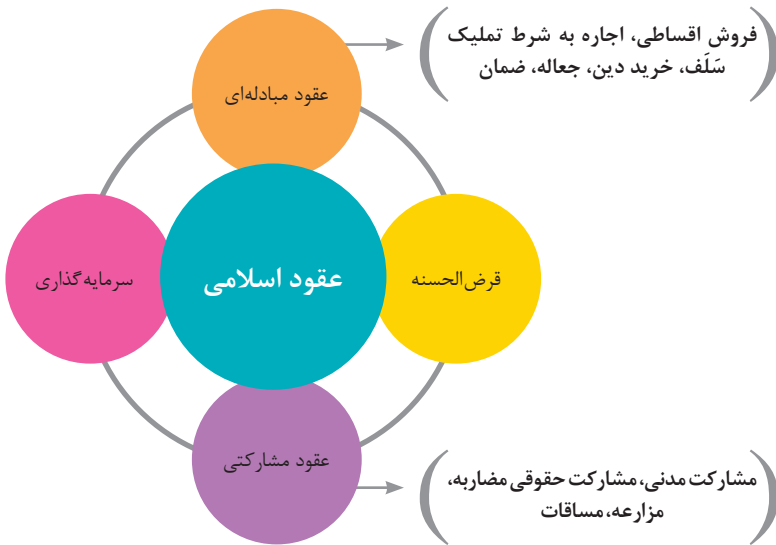 فروش اقساطی، اجاره به شرط تملیک
سَلَف، خرید دین، جعاله، ضمان
عقود مبادله‌ای
قرض‌الحسنه
عقود اسلامی
سرمایه‌گذاری
عقود مشارکتی
مشارکت مدنی، مشارکت حقوقی مضاربه،
مزارعه، مساقات